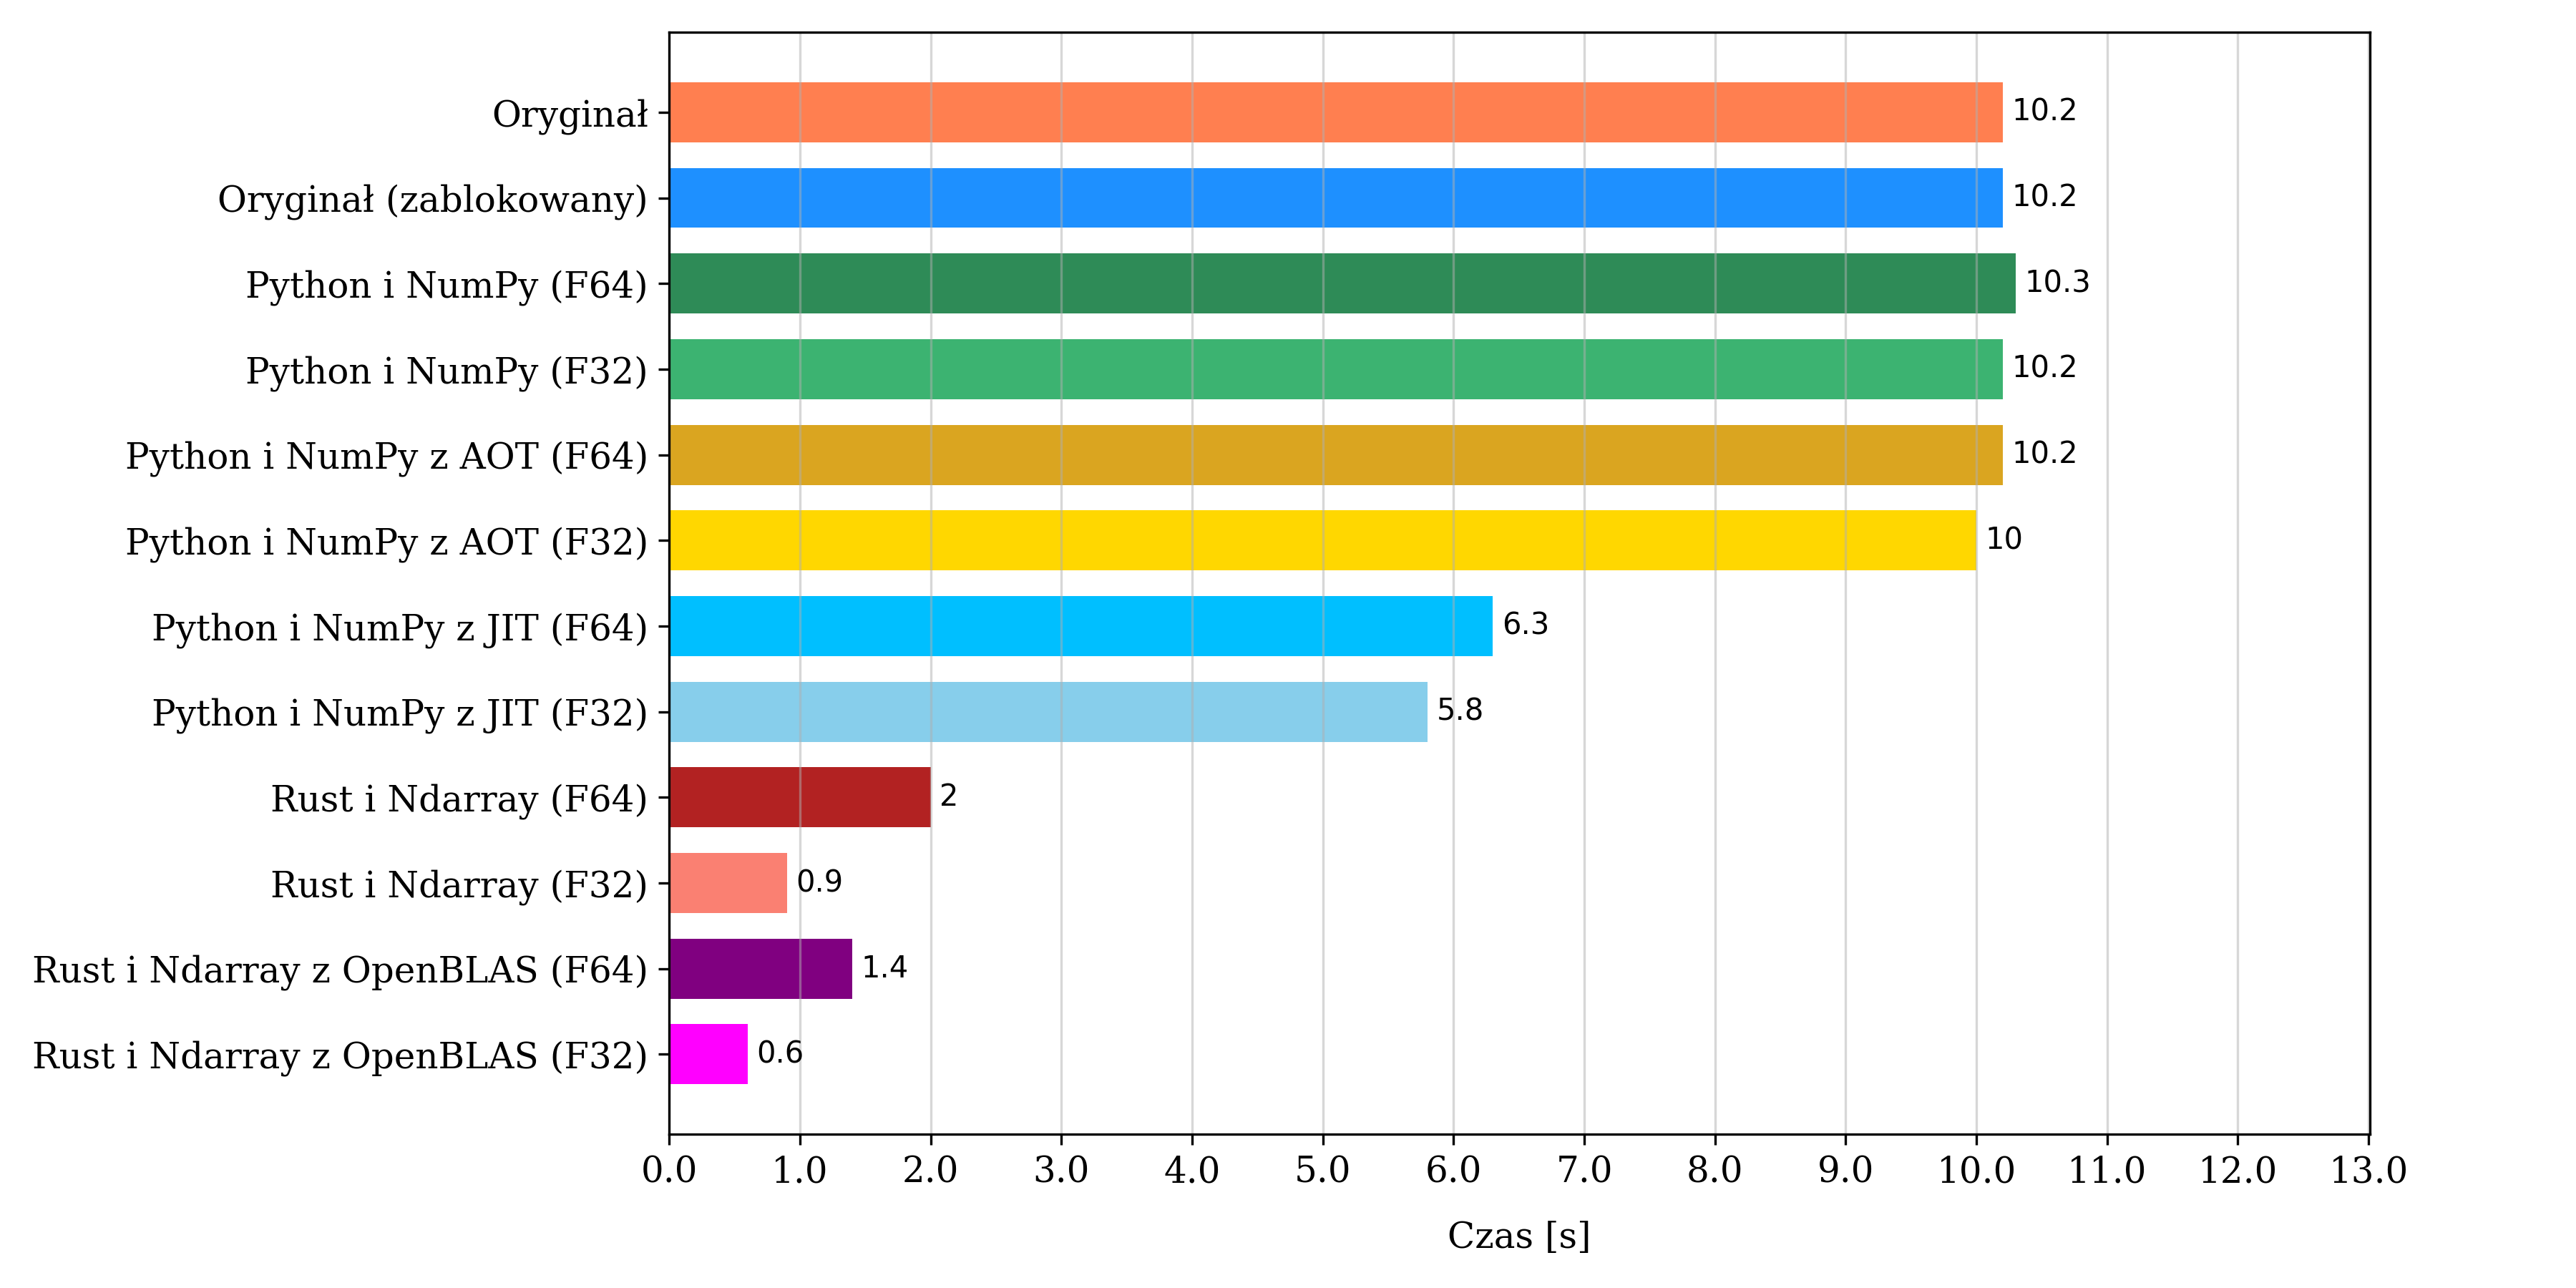 Oryginał 10.2
Oryginał (zablokowany) 10.2
Python i NumPy (F64) 10.3
Python i NumPy (F32) 10.2
Python i NumPy z AOT (F64) 10.2
Python i NumPy z AOT (F32) 10
Python i NumPy z JIT (F64) 6.3
Python i NumPy z JIT (F32) 5.8
Rust i Ndarray (F64) 2
Rust i Ndarray (F32) 0.9
Rust i Ndarray z OpenBLAS (F64) 1.4
Rust i Ndarray z OpenBLAS (F32) 0.6
0.0 1.0 2.0 3.0 4.0 5.0 6.0 7.0 8.0 9.0 10.0 11.0 12.0 13.0
Czas [s]